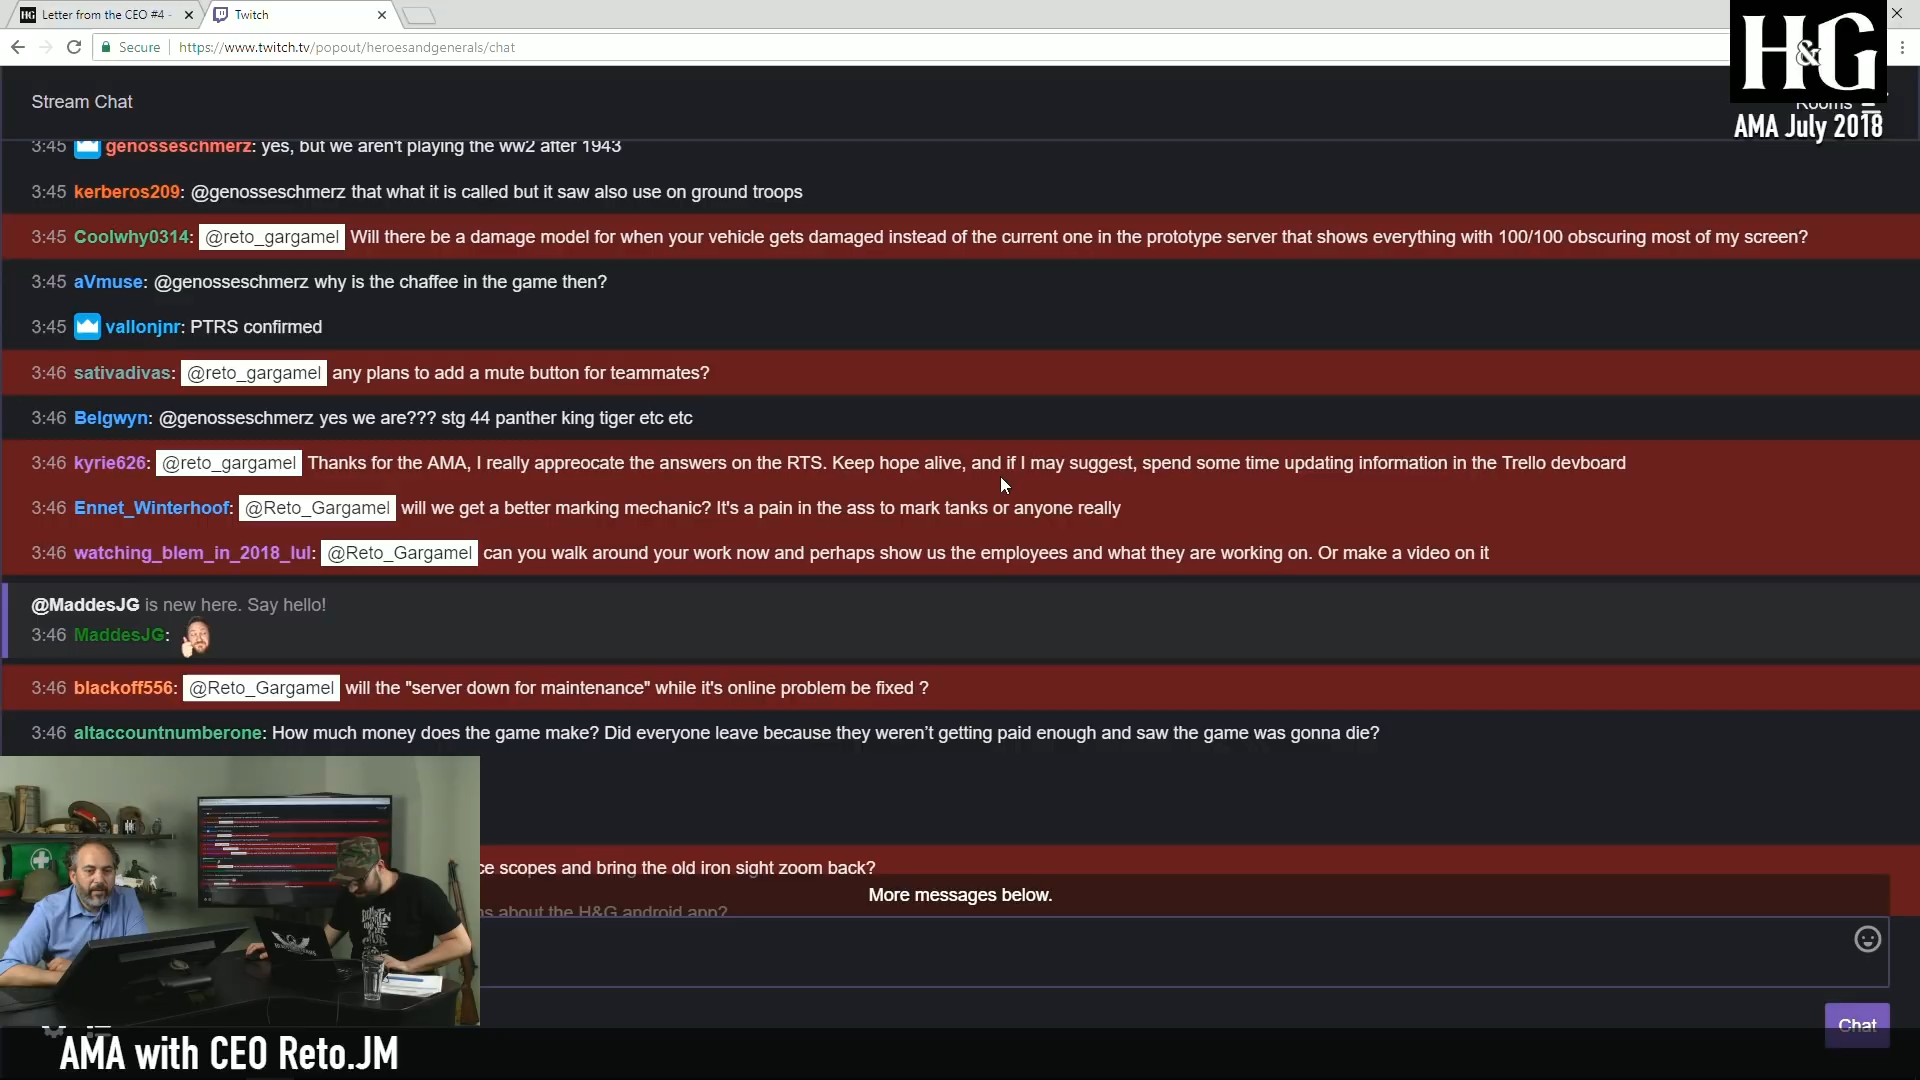 Letter from the CEO #4 -
Twitch
Secure
https://www.twitch.tv/popout/heroesandgenerals/chat
H&G
Rooms
AMA July 2018
Stream Chat
3:45 genosseschmerz: yes, but we aren't playing the ww2 after 1943
3:45 kerberos209: @genosseschmerz that what it is called but it saw also use on ground troops
3:45 Coolwhy0314: @reto_gargamel Will there be a damage model for when your vehicle gets damaged instead of the current one in the prototype server that shows everything with 100/100 obscuring most of my screen?
3:45 aVmuse: @genosseschmerz why is the chaffee in the game then?
3:45 vallonjnr: PTRS confirmed
3:46 sativadivas: @reto_gargamel any plans to add a mute button for teammates?
3:46 Belgwyn: @genosseschmerz yes we are??? stg 44 panther king tiger etc etc
3:46 kyrie626: @reto_gargamel Thanks for the AMA, I really appreocate the answers on the RTS. Keep hope alive, and if I may suggest, spend some time updating information in the Trello devboard
3:46 Ennet_Winterhoof: @Reto_Gargamel will we get a better marking mechanic? It's a pain in the ass to mark tanks or anyone really
3:46 watching_blem_in_2018_lul: @Reto_Gargamel can you walk around your work now and perhaps show us the employees and what they are working on. Or make a video on it
@MaddesJG is new here. Say hello!
3:46 MaddesJG:
3:46 blackoff556: @Reto_Gargamel will the "server down for maintenance" while it's online problem be fixed ?
3:46 altaccountnumberone: How much money does the game make? Did everyone leave because they weren't getting paid enough and saw the game was gonna die?
ce scopes and bring the old iron sight zoom back?
More messages below.
about the H&G android app?
Chat
AMA with CEO Reto.JM